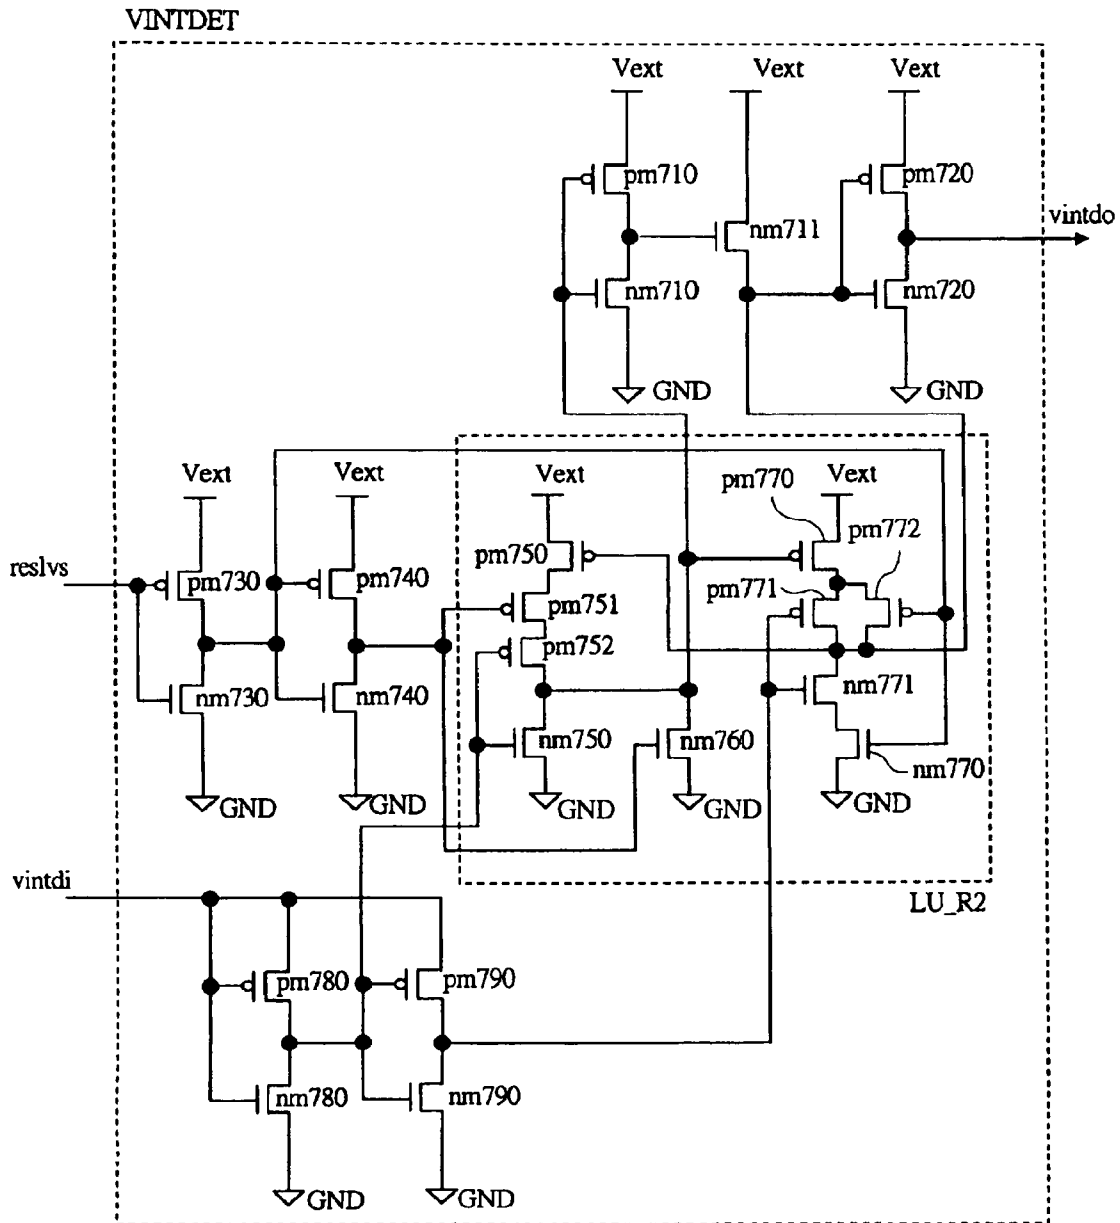 VINTDET
Vext Vext Vext
pm710 pm720
vintdo
nm711
nm710 nm720
GND GND
Vext Vext Vext pm770 Vext
pm772
pm750
reslvs
pm730 pm740 pm751 pm771
pm752
nm730 nm740 nm771
nm750 nm760
nm770
GND GND GND GND GND
vintdi
LU_R2
pm780 pm790
nm780 nm790
GND GND